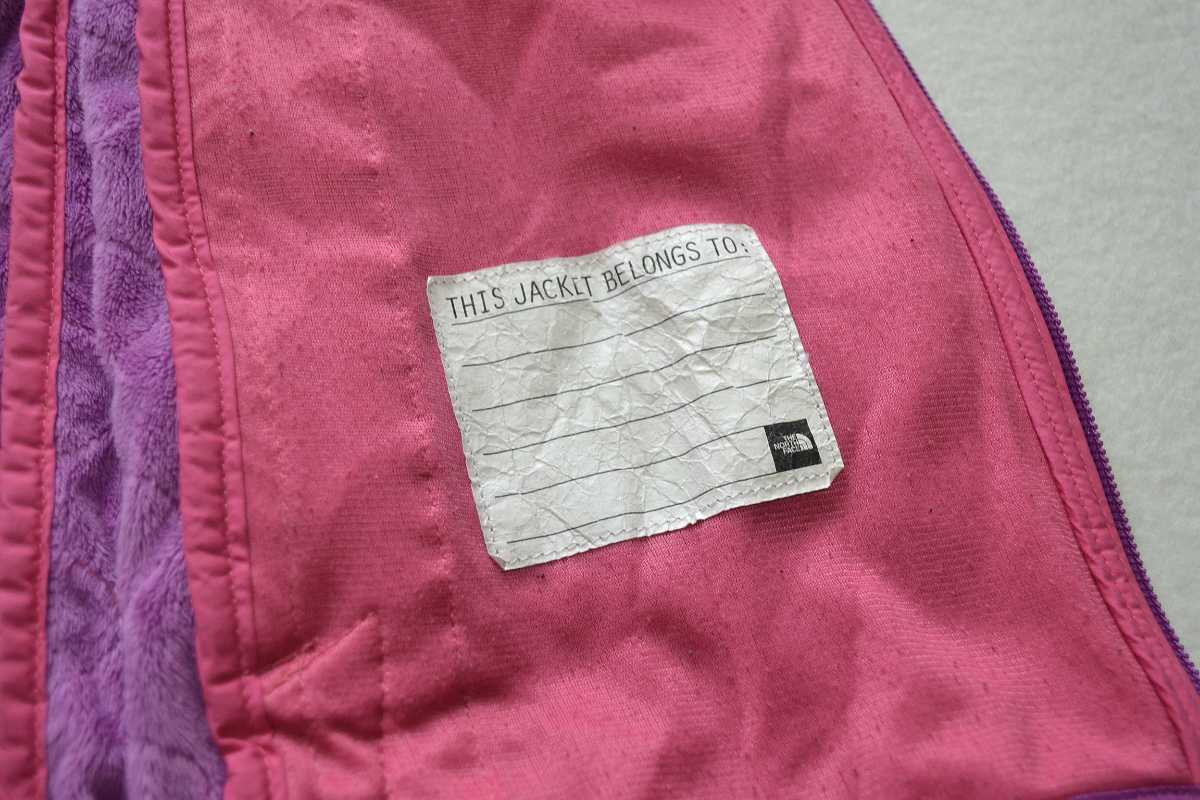 THIS JACKET BELONGS TO:
THE
NORTH
FACE